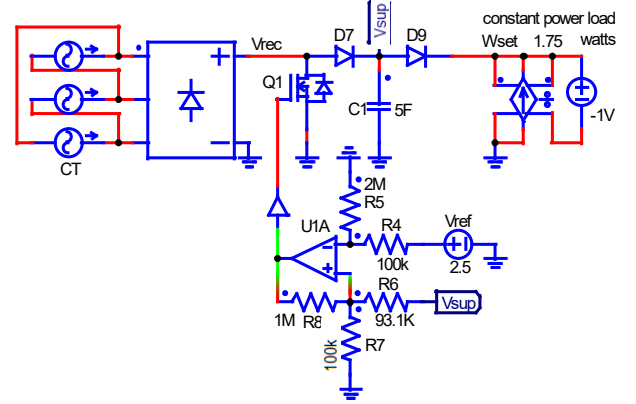 Vsup
constant power load
Wset 1.75 watts
Vrec
D7
D9
Q1
C1
5F
-1V
CT
2M
R5
U1A
R4
Vref
100k
2.5
R6
Vsup
1M
R8
93.1K
100k
R7